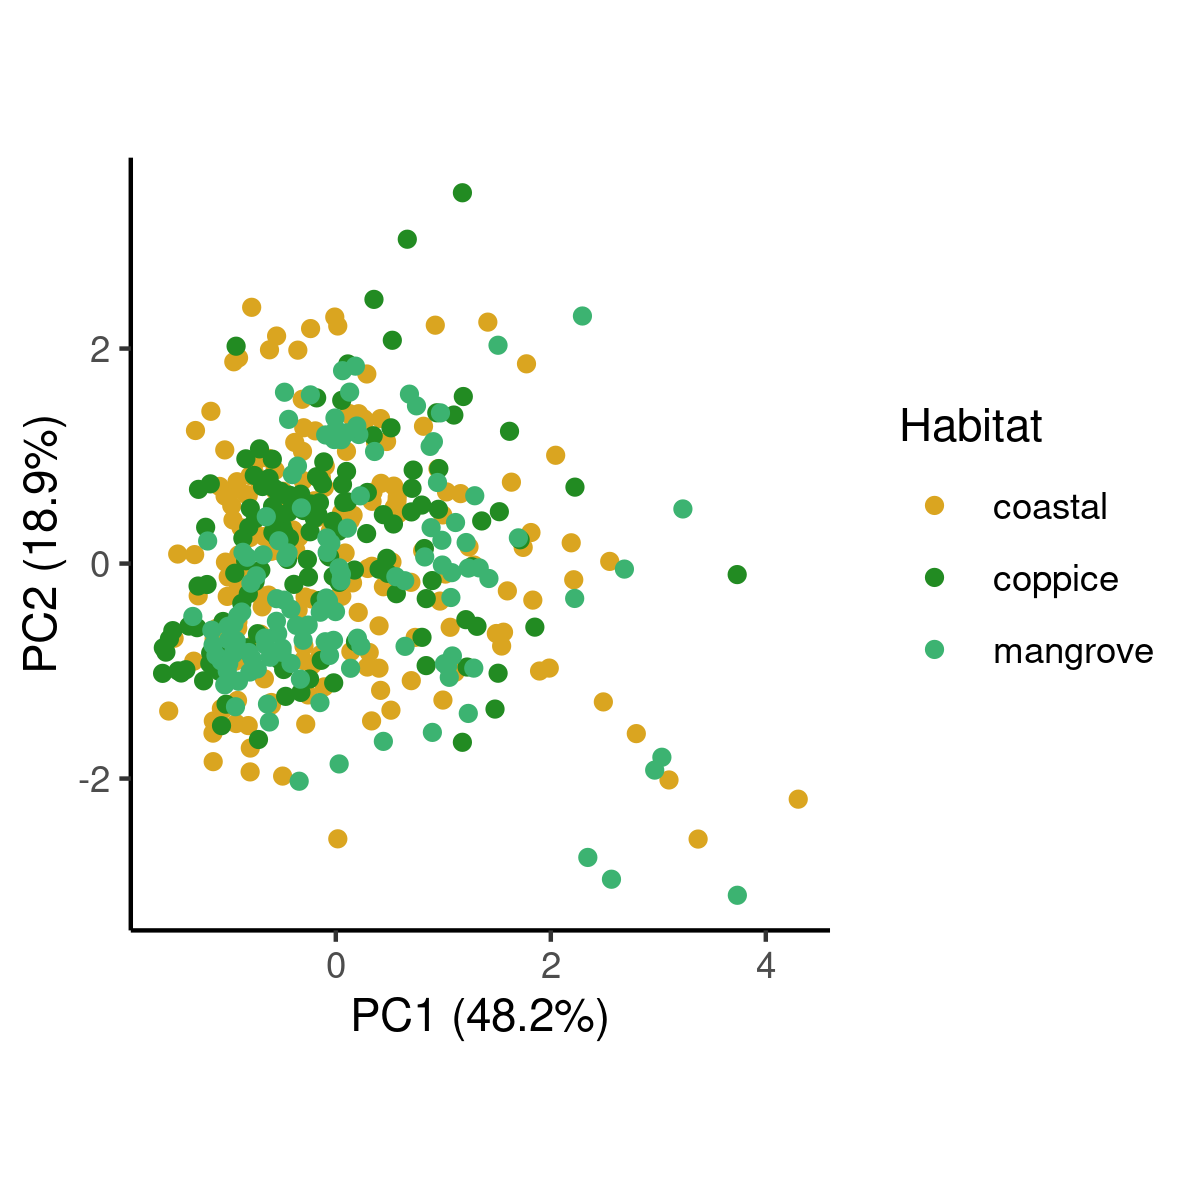 PC2 (18.9%)
2
0
-2
0 2 4
PC1 (48.2%)
Habitat
coastal
coppice
mangrove